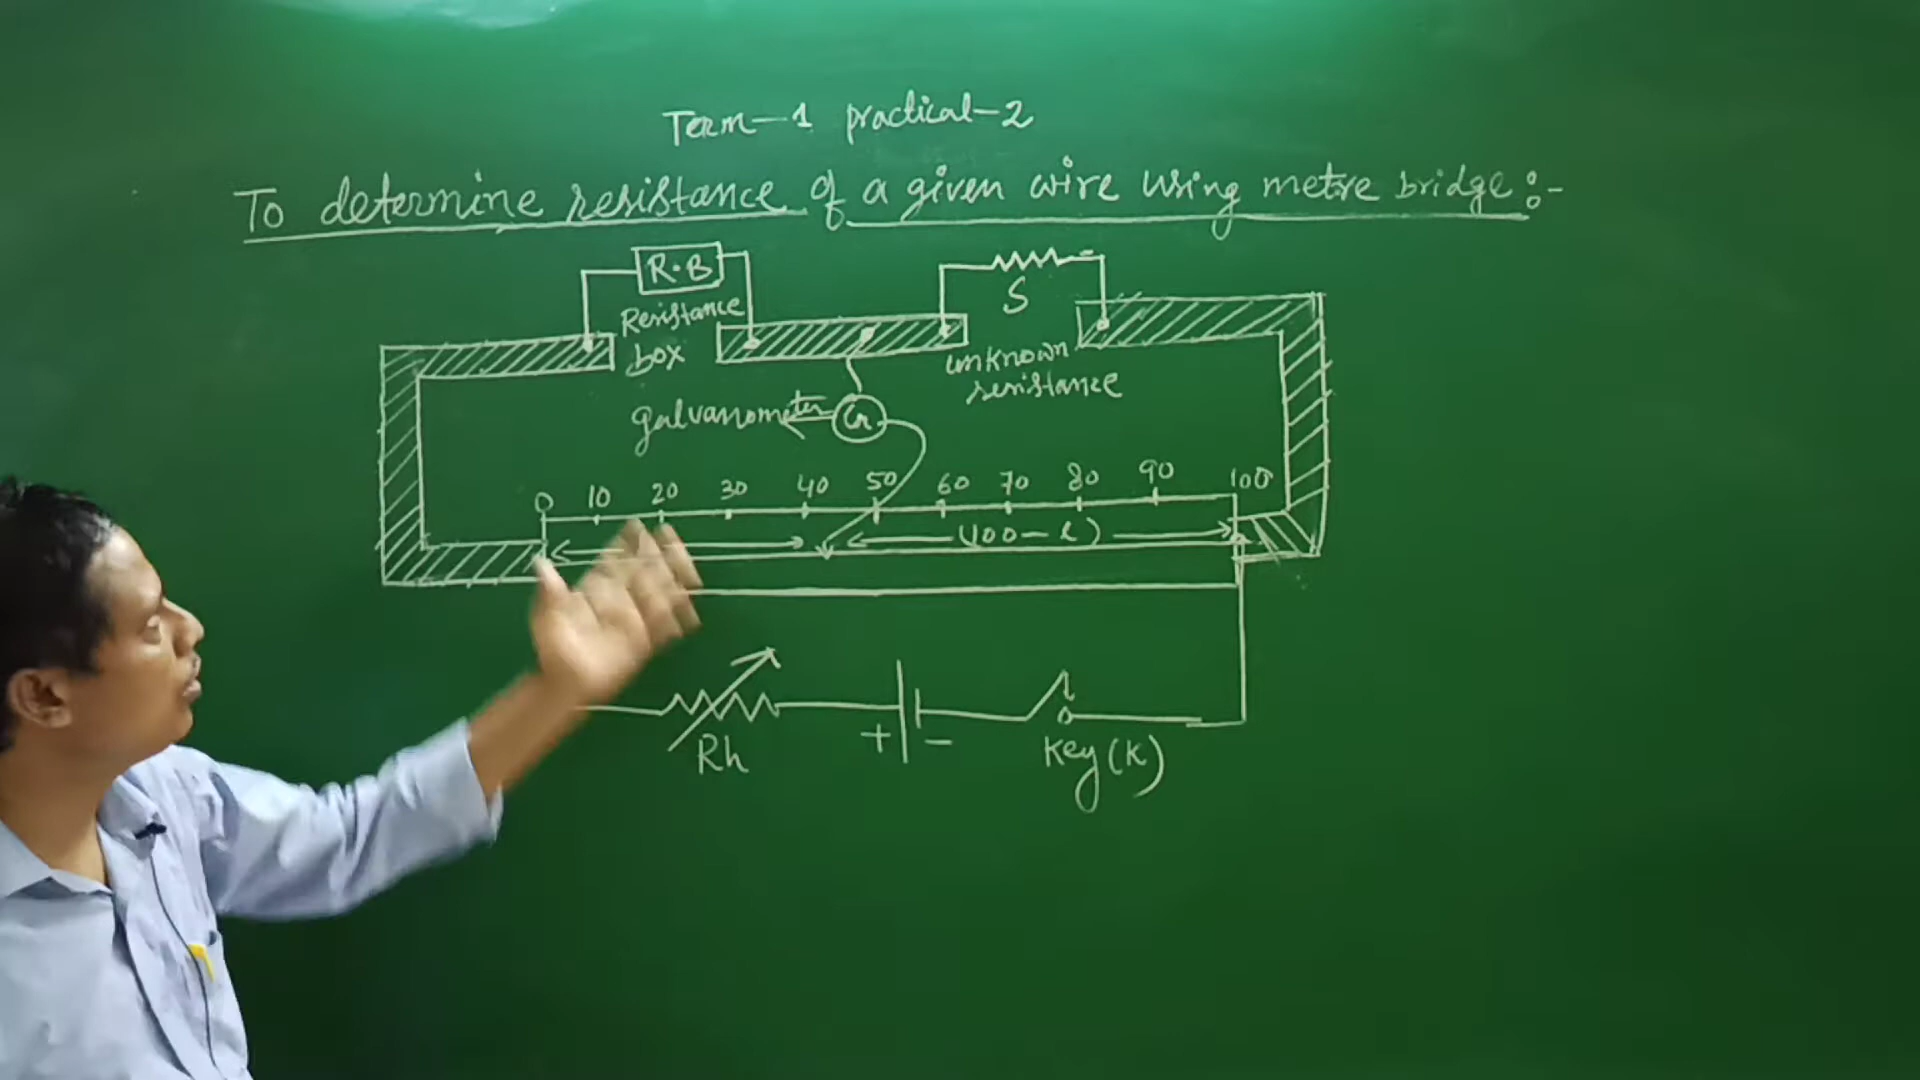 Term-1 practical-2
To determine resistance of a given wire using metre bridge:-
R.B
S
Resistance
box
unknown
resistance
galvanometer
G
0 10 20 30 40 50 60 70 80 90 100
(100-l)
Rh
+ -
Key(K)